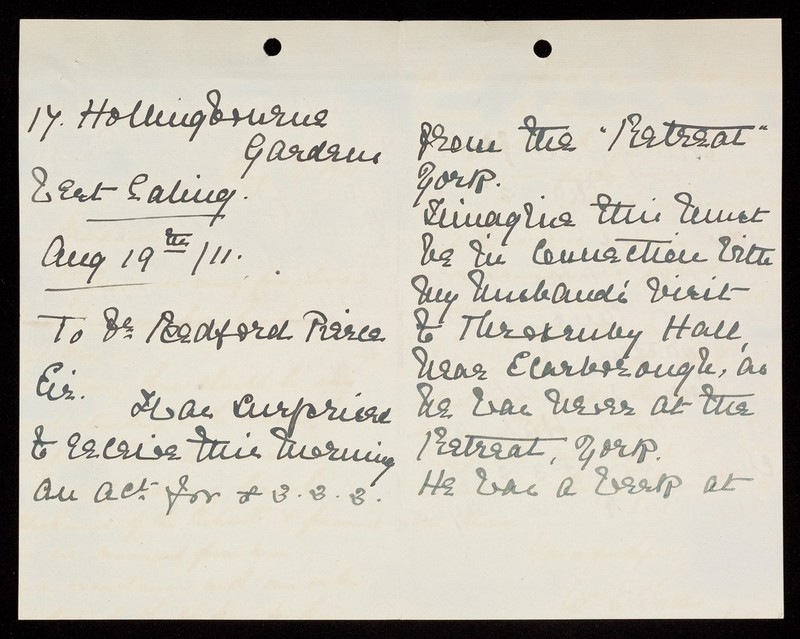 17. Hollingbourne
Gardens
West Ealing.
Aug 19th /11.
To Dr Bedford Pierce
Sir.
I was surprised
to receive this morning
an act for £ 3. 3. 3.
from the "Retreat"
York.
I imagine this must
be in connection with
my husband's visit
to Throxenby Hall,
near Scarborough, as
he was never at the
Retreat, York.
He was a week at